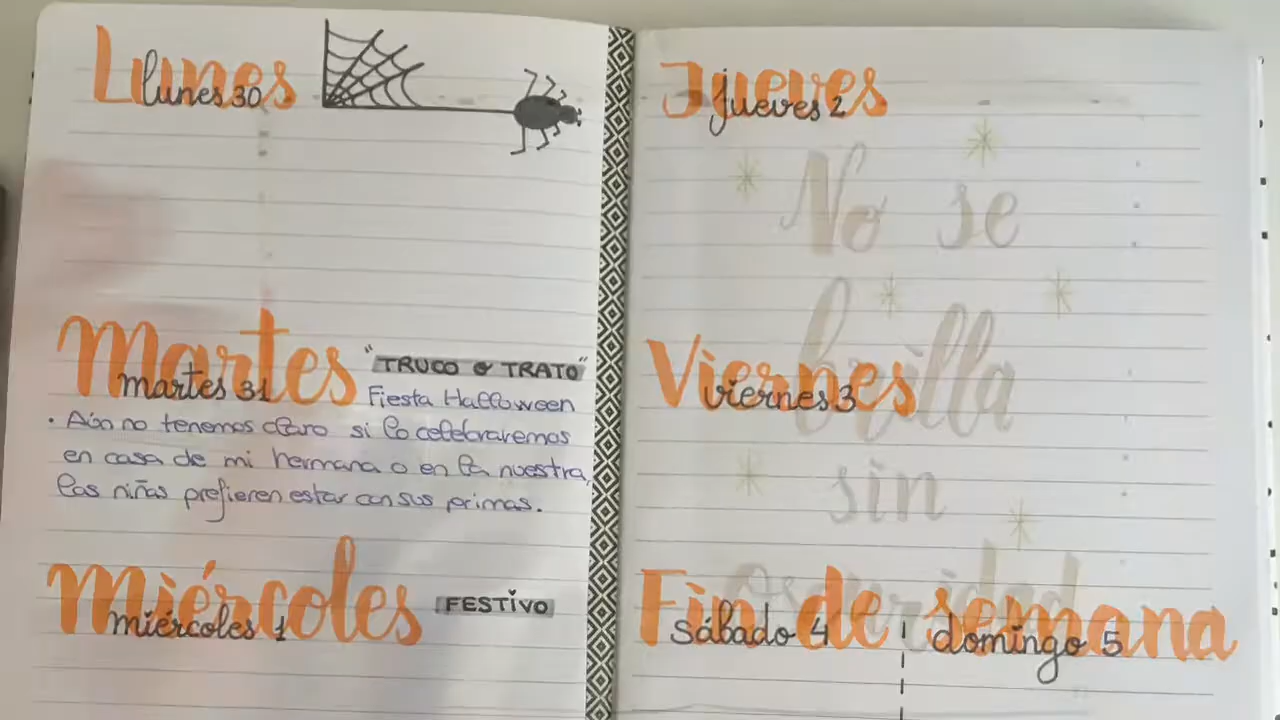 Lunes
lunes 30
Martes
martes 31
"TRUCO o TRATO"
Fiesta Halloween
• Aún no tenemos claro si lo celebraremos
en casa de mi hermana o en la nuestra,
las niñas prefieren estar con sus primas.
Miércoles
miércoles 1
FESTIVO
Jueves
jueves 2
No se
brilla
sin
oscuridad
Viernes
viernes 3
Fin de semana
sábado 4
domingo 5